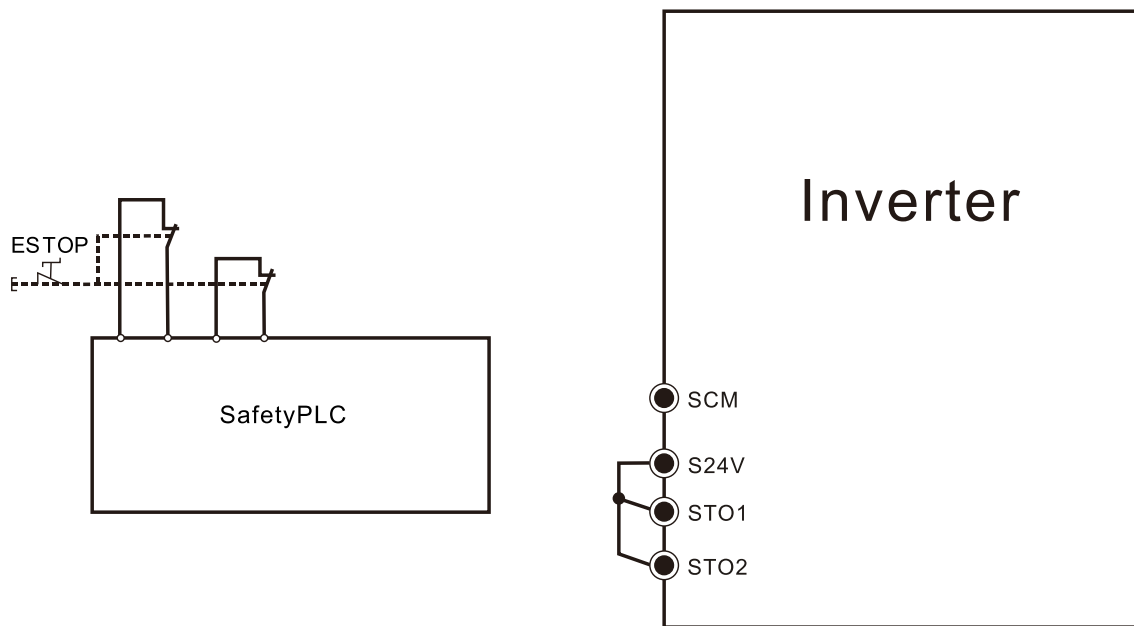 Inverter
ESTOP
SafetyPLC
SCM
S24V
STO1
STO2